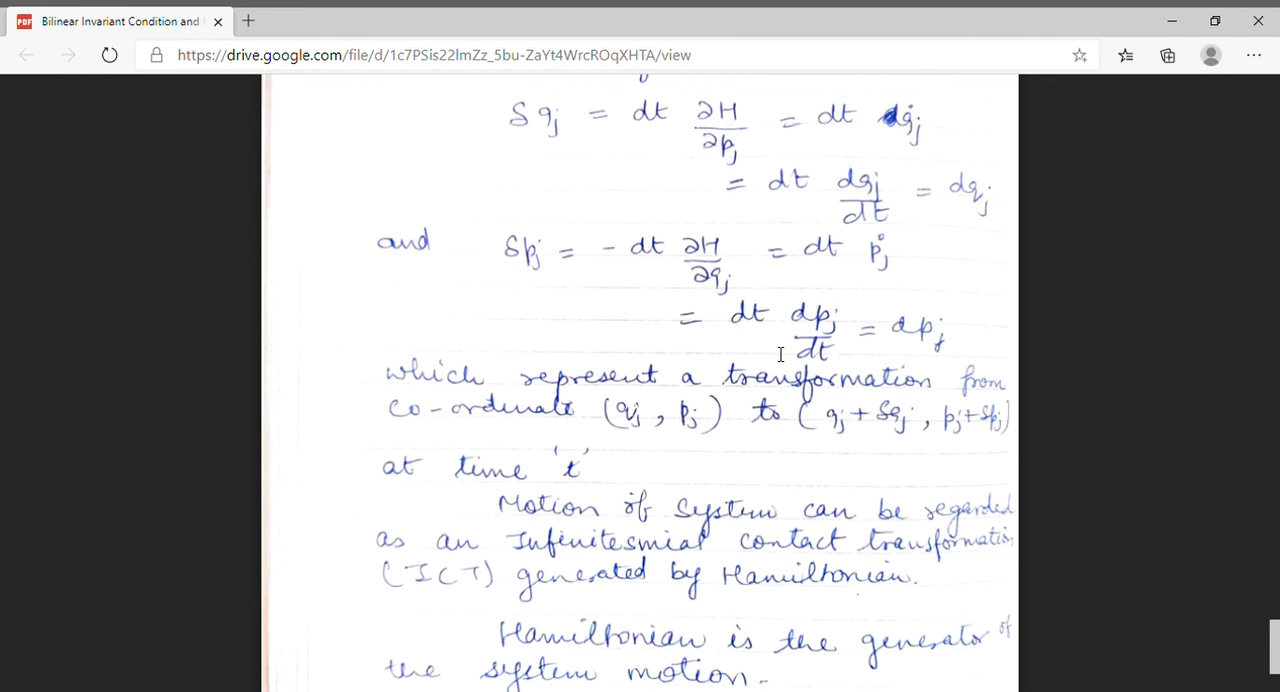 Bilinear Invariant Condition and
https://drive.google.com/file/d/1c7PSis22lmZz_5bu-ZaYt4WrcROqXHTA/view
δqj = dt ∂H/∂pj = dt q̇j
= dt dqj/dt = dqj
and δpj = - dt ∂H/∂qj = dt ṗj
= dt dpj/dt = dpj
which represent a transformation from
co-ordinate (qj, pj) to (qj+δqj, pj+δpj)
at time 't'
Motion of system can be regarded
as an Infinitesmial contact transformation
(ICT) generated by Hamiltonian.
Hamiltonian is the generator of
the system motion.